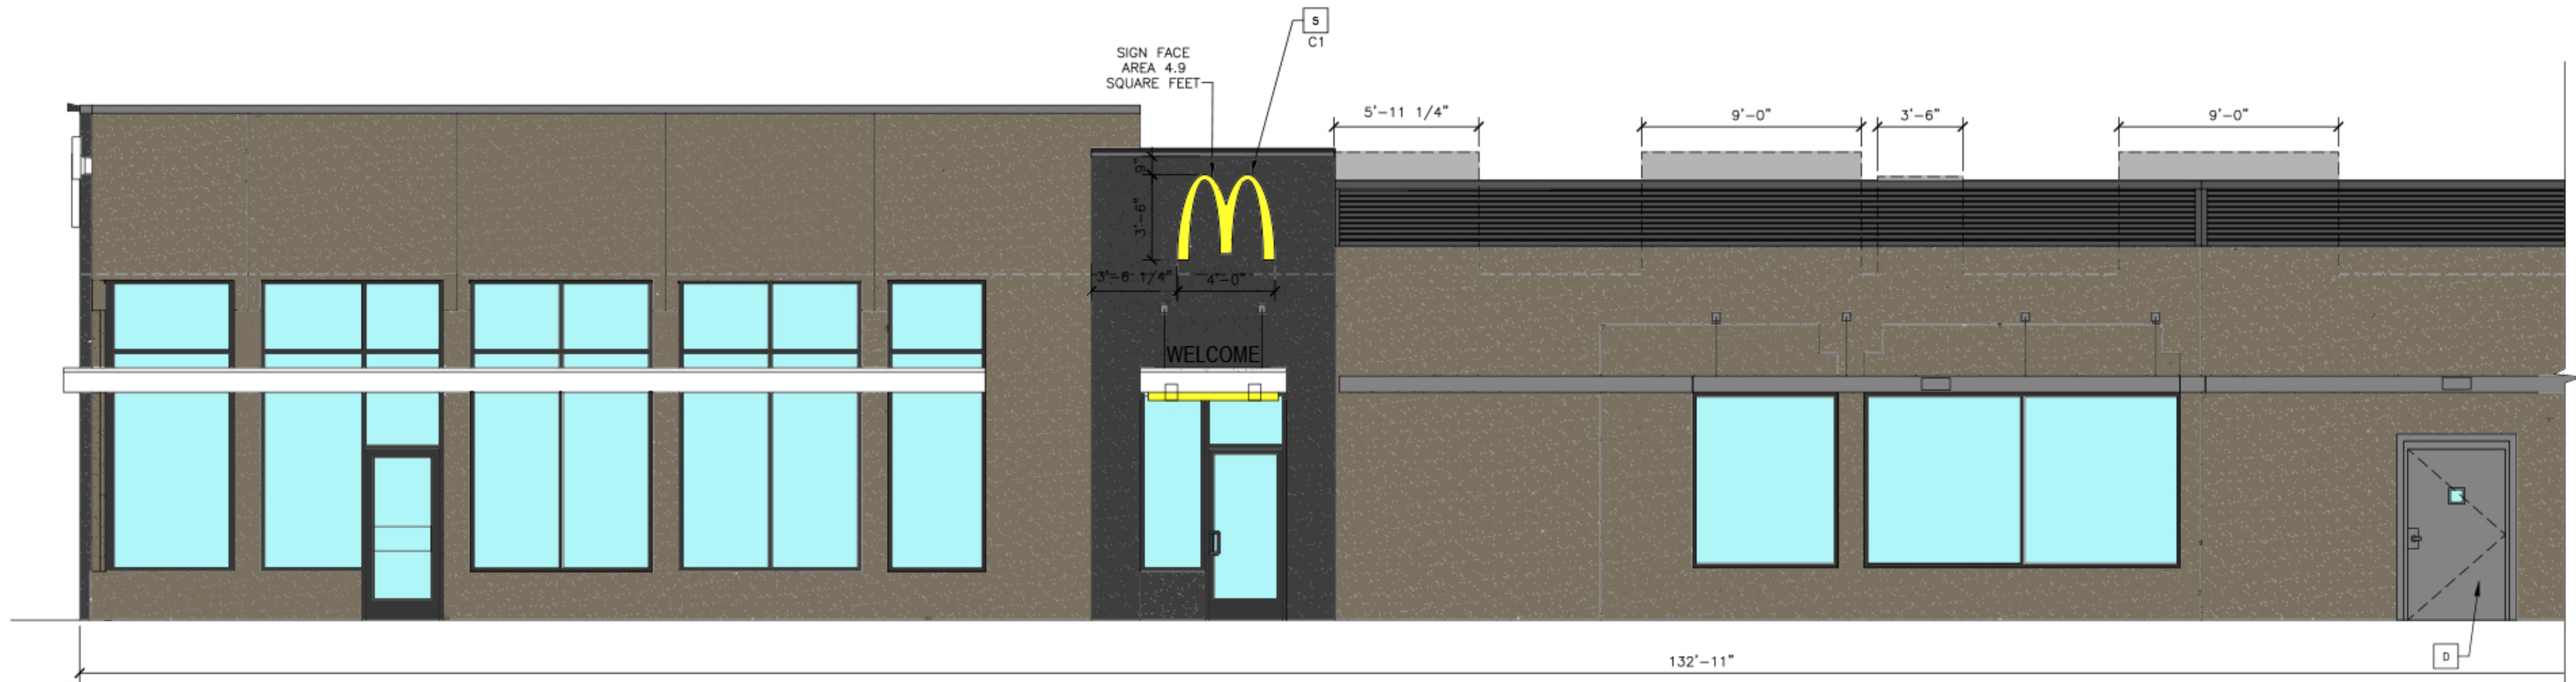 5
C1
SIGN FACE
AREA 4.9
SQUARE FEET
5'-11 1/4"
9'-0"
3'-6"
9'-0"
9"
3'-6"
3'-6 1/4"
4'-0"
WELCOME
D
132'-11"